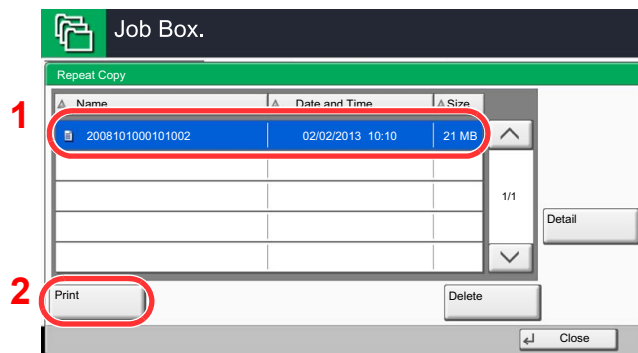 Job Box.
Repeat Copy
Name Date and Time Size
1
2008101000101002 02/02/2013 10:10 21 MB
1/1
Detail
2
Print Delete
Close